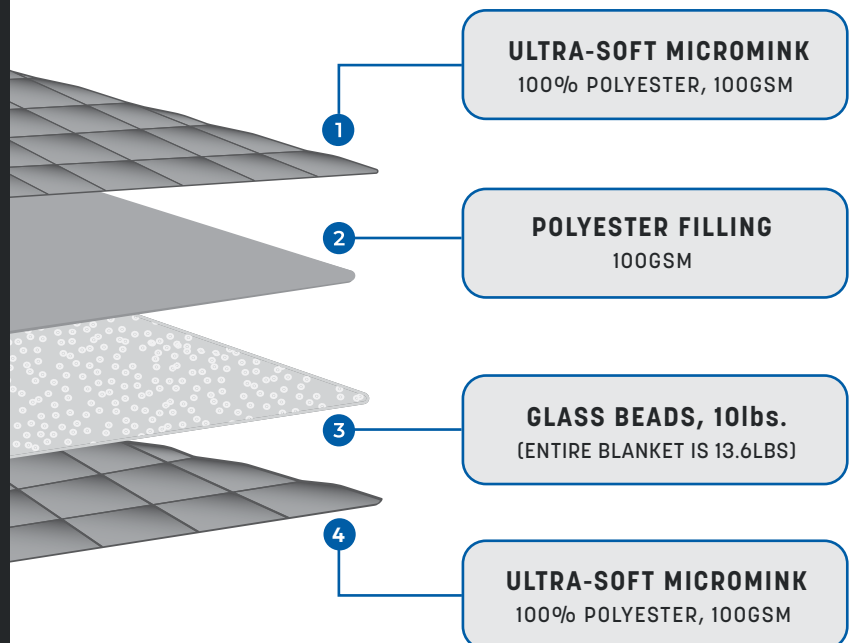 ULTRA-SOFT MICROMINK
100% POLYESTER, 100GSM
1
2
POLYESTER FILLING
100GSM
3
GLASS BEADS, 10lbs.
(ENTIRE BLANKET IS 13.6LBS)
4
ULTRA-SOFT MICROMINK
100% POLYESTER, 100GSM